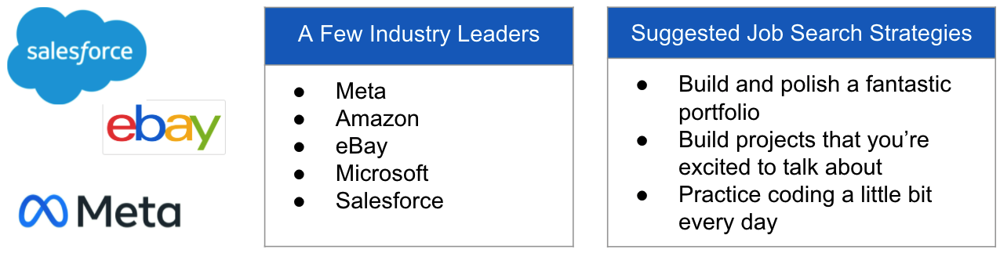 salesforce
ebay
Meta
A Few Industry Leaders
● Meta
● Amazon
● eBay
● Microsoft
● Salesforce
Suggested Job Search Strategies
● Build and polish a fantastic
portfolio
● Build projects that you’re
excited to talk about
● Practice coding a little bit
every day